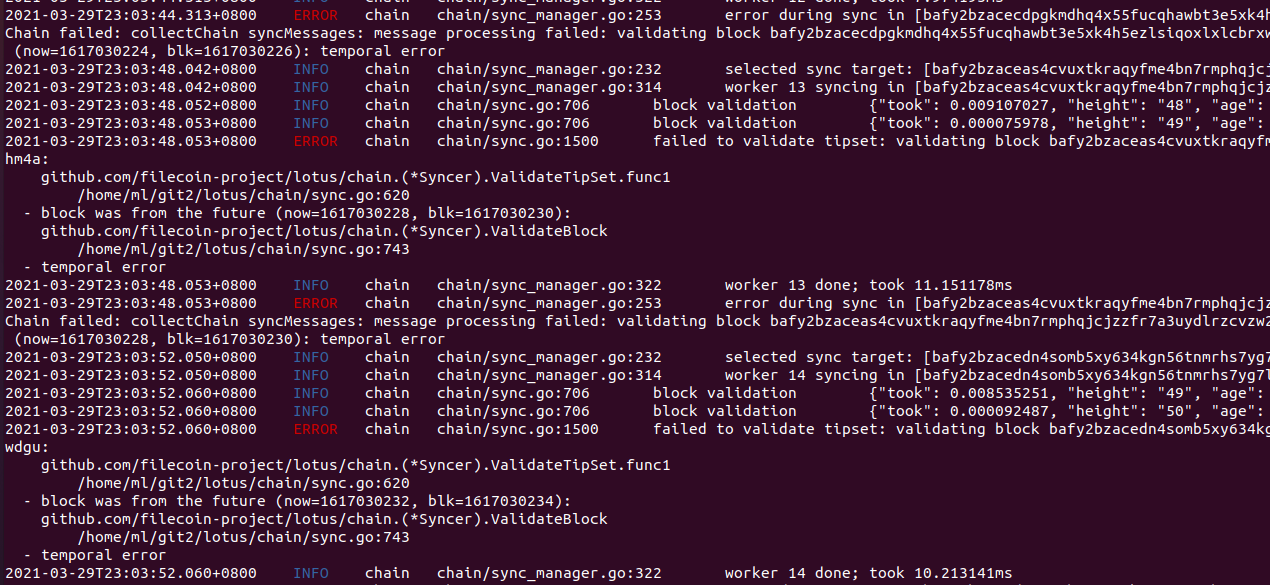 2021-03-29T23:03:44.313+0800 ERROR chain chain/sync_manager.go:253 error during sync in [bafy2bzacecdpgkmdhq4x55fucqhawbt3e5xk4h
Chain failed: collectChain syncMessages: message processing failed: validating block bafy2bzacecdpgkmdhq4x55fucqhawbt3e5xk4h5ezlsiqoxlxlcbrxw
(now=1617030224, blk=1617030226): temporal error
2021-03-29T23:03:48.042+0800 INFO chain chain/sync_manager.go:232 selected sync target: [bafy2bzaceas4cvuxtkraqyfme4bn7rmphqjcj
2021-03-29T23:03:48.042+0800 INFO chain chain/sync_manager.go:314 worker 13 syncing in [bafy2bzaceas4cvuxtkraqyfme4bn7rmphqjcjz
2021-03-29T23:03:48.052+0800 INFO chain chain/sync.go:706 block validation {"took": 0.009107027, "height": "48", "age":
2021-03-29T23:03:48.053+0800 INFO chain chain/sync.go:706 block validation {"took": 0.000075978, "height": "49", "age":
2021-03-29T23:03:48.053+0800 ERROR chain chain/sync.go:1500 failed to validate tipset: validating block bafy2bzaceas4cvuxtkraqyfm
hm4a:
github.com/filecoin-project/lotus/chain.(*Syncer).ValidateTipSet.func1
/home/ml/git2/lotus/chain/sync.go:620
- block was from the future (now=1617030228, blk=1617030230):
github.com/filecoin-project/lotus/chain.(*Syncer).ValidateBlock
/home/ml/git2/lotus/chain/sync.go:743
- temporal error
2021-03-29T23:03:48.053+0800 INFO chain chain/sync_manager.go:322 worker 13 done; took 11.151178ms
2021-03-29T23:03:48.053+0800 ERROR chain chain/sync_manager.go:253 error during sync in [bafy2bzaceas4cvuxtkraqyfme4bn7rmphqjcjz
Chain failed: collectChain syncMessages: message processing failed: validating block bafy2bzaceas4cvuxtkraqyfme4bn7rmphqjcjzzfr7a3uydlrzcvzw2
(now=1617030228, blk=1617030230): temporal error
2021-03-29T23:03:52.050+0800 INFO chain chain/sync_manager.go:232 selected sync target: [bafy2bzacedn4somb5xy634kgn56tnmrhs7yg7
2021-03-29T23:03:52.050+0800 INFO chain chain/sync_manager.go:314 worker 14 syncing in [bafy2bzacedn4somb5xy634kgn56tnmrhs7yg7l
2021-03-29T23:03:52.060+0800 INFO chain chain/sync.go:706 block validation {"took": 0.008535251, "height": "49", "age":
2021-03-29T23:03:52.060+0800 INFO chain chain/sync.go:706 block validation {"took": 0.000092487, "height": "50", "age":
2021-03-29T23:03:52.060+0800 ERROR chain chain/sync.go:1500 failed to validate tipset: validating block bafy2bzacedn4somb5xy634kg
wdgu:
github.com/filecoin-project/lotus/chain.(*Syncer).ValidateTipSet.func1
/home/ml/git2/lotus/chain/sync.go:620
- block was from the future (now=1617030232, blk=1617030234):
github.com/filecoin-project/lotus/chain.(*Syncer).ValidateBlock
/home/ml/git2/lotus/chain/sync.go:743
- temporal error
2021-03-29T23:03:52.060+0800 INFO chain chain/sync_manager.go:322 worker 14 done; took 10.213141ms